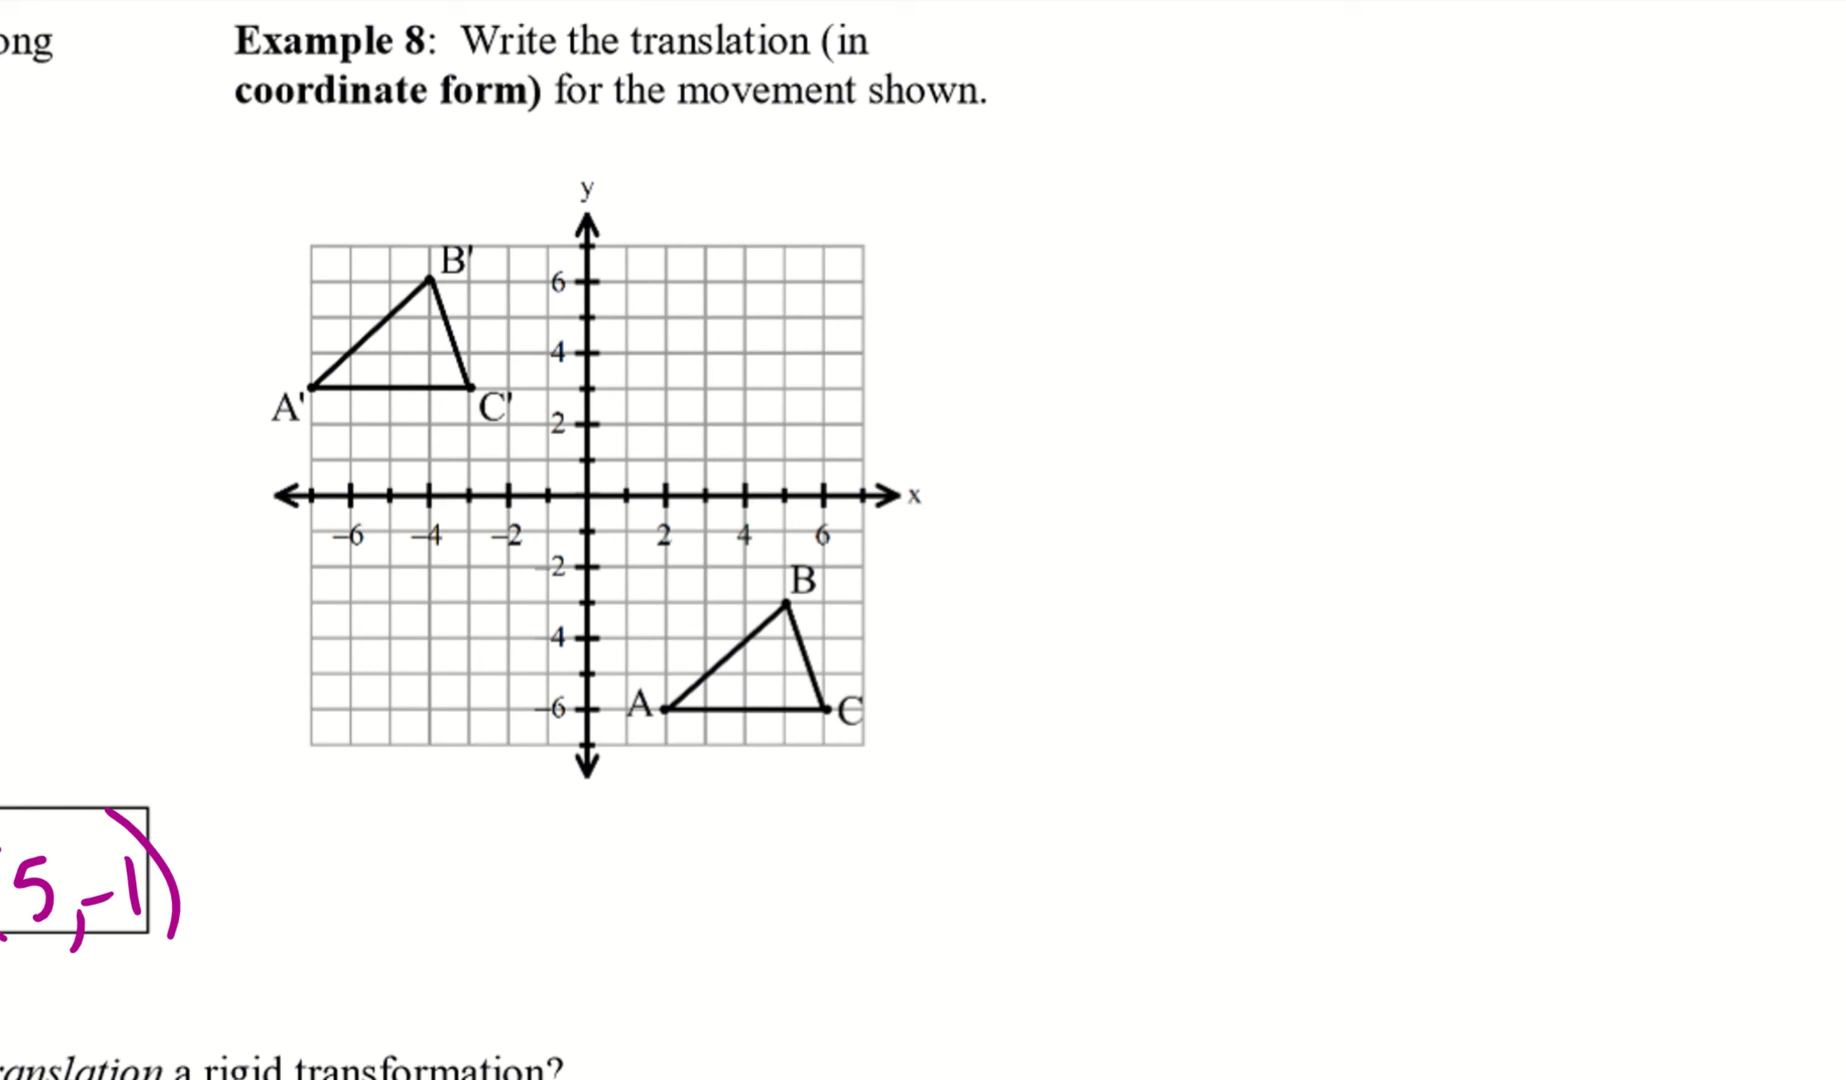 ong
Example 8: Write the translation (in
coordinate form) for the movement shown.
y
B'
6
4
A'
C'
2
x
–6 –4 –2 2 4 6
–2
B
4
–6
A
C
5,-1)
translation a rigid transformation?